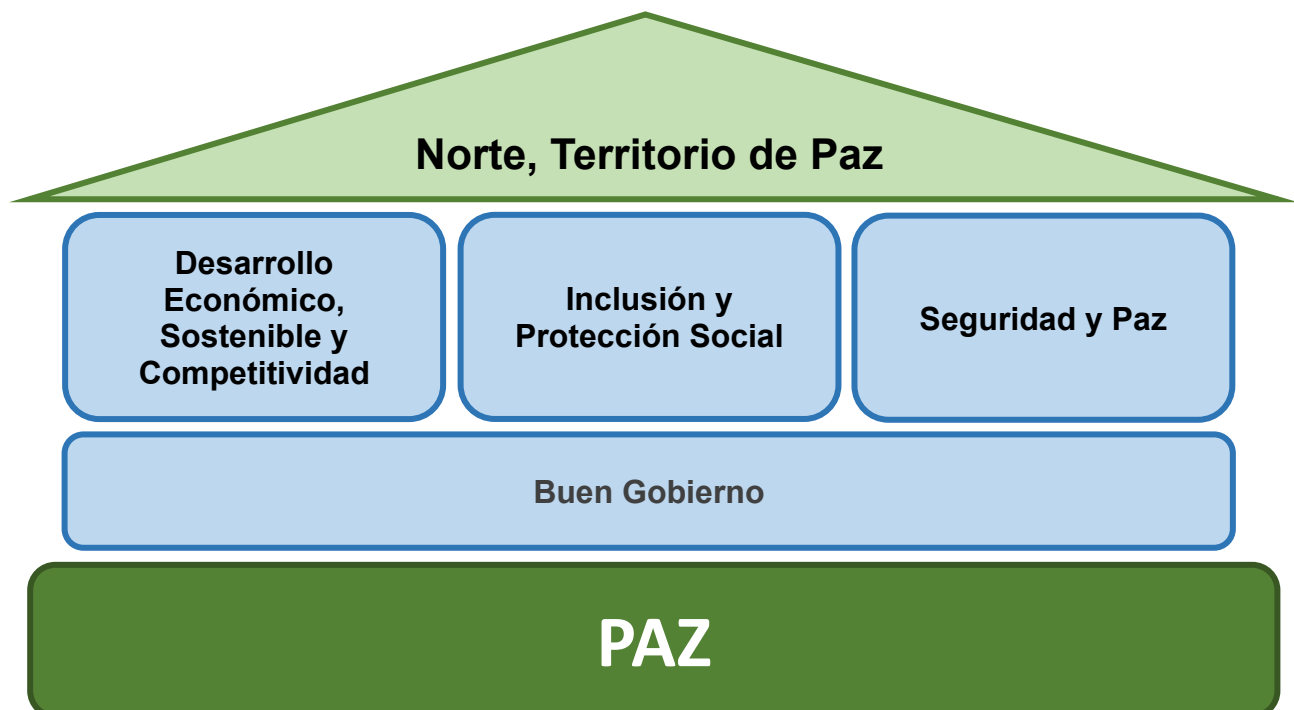 Norte, Territorio de Paz
Desarrollo
Económico,
Sostenible y
Competitividad
Inclusión y
Protección Social
Seguridad y Paz
Buen Gobierno
PAZ